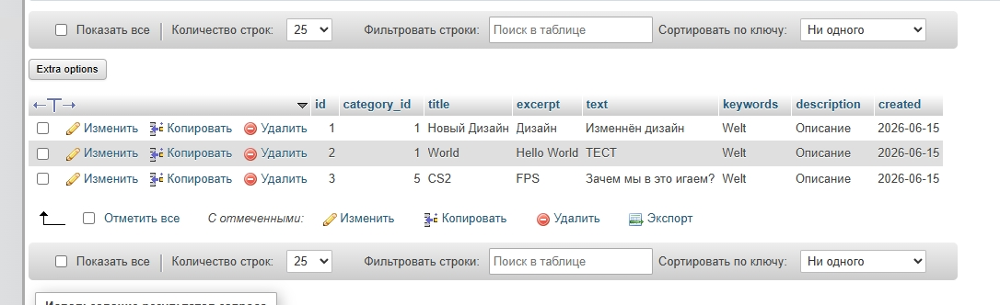 Показать все Количество строк: 25 Фильтровать строки: Поиск в таблице Сортировать по ключу: Ни одного
Extra options
←T→ id category_id title excerpt text keywords description created
Изменить Копировать Удалить 1 1 Новый Дизайн Дизайн Изменнён дизайн Welt Описание 2026-06-15
Изменить Копировать Удалить 2 1 World Hello World ТЕСТ Welt Описание 2026-06-15
Изменить Копировать Удалить 3 5 CS2 FPS Зачем мы в это игаем? Welt Описание 2026-06-15
Отметить все С отмеченными: Изменить Копировать Удалить Экспорт
Показать все Количество строк: 25 Фильтровать строки: Поиск в таблице Сортировать по ключу: Ни одного